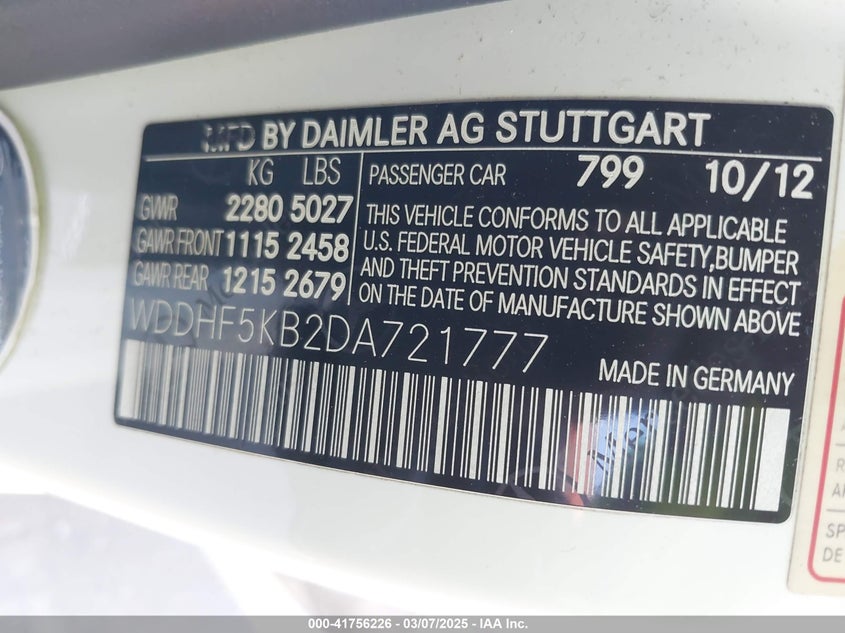 MFD BY DAIMLER AG STUTTGART
KG LBS
GVWR 2280 5027
GAWR FRONT 1115 2458
GAWR REAR 1215 2679
PASSENGER CAR 799 10/12
THIS VEHICLE CONFORMS TO ALL APPLICABLE
U.S. FEDERAL MOTOR VEHICLE SAFETY,BUMPER
AND THEFT PREVENTION STANDARDS IN EFFECT
ON THE DATE OF MANUFACTURE SHOWN ABOVE
WDDHF5KB2DA721777
MADE IN GERMANY
SP
DE
000-41756226 - 03/07/2025 - IAA Inc.